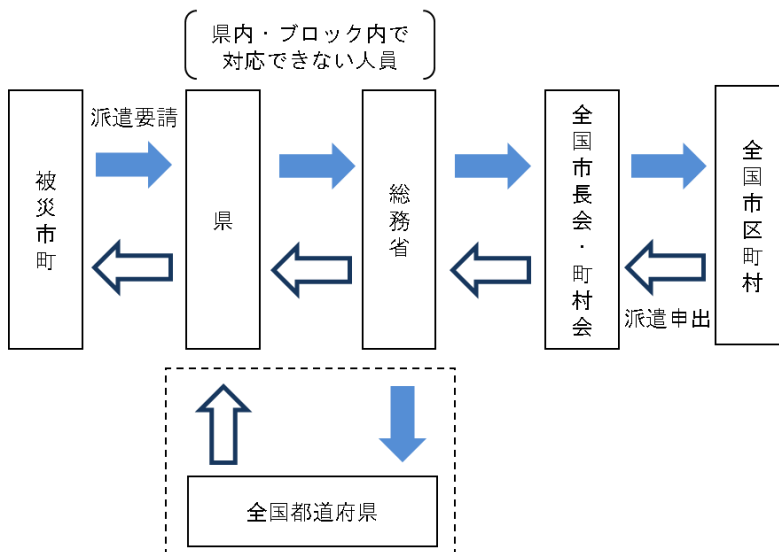 県内・ブロック内で
対応できない人員
派遣要請
被災市町
県
総務省
全国市長会・町村会
全国市区町村
派遣申出
全国都道府県